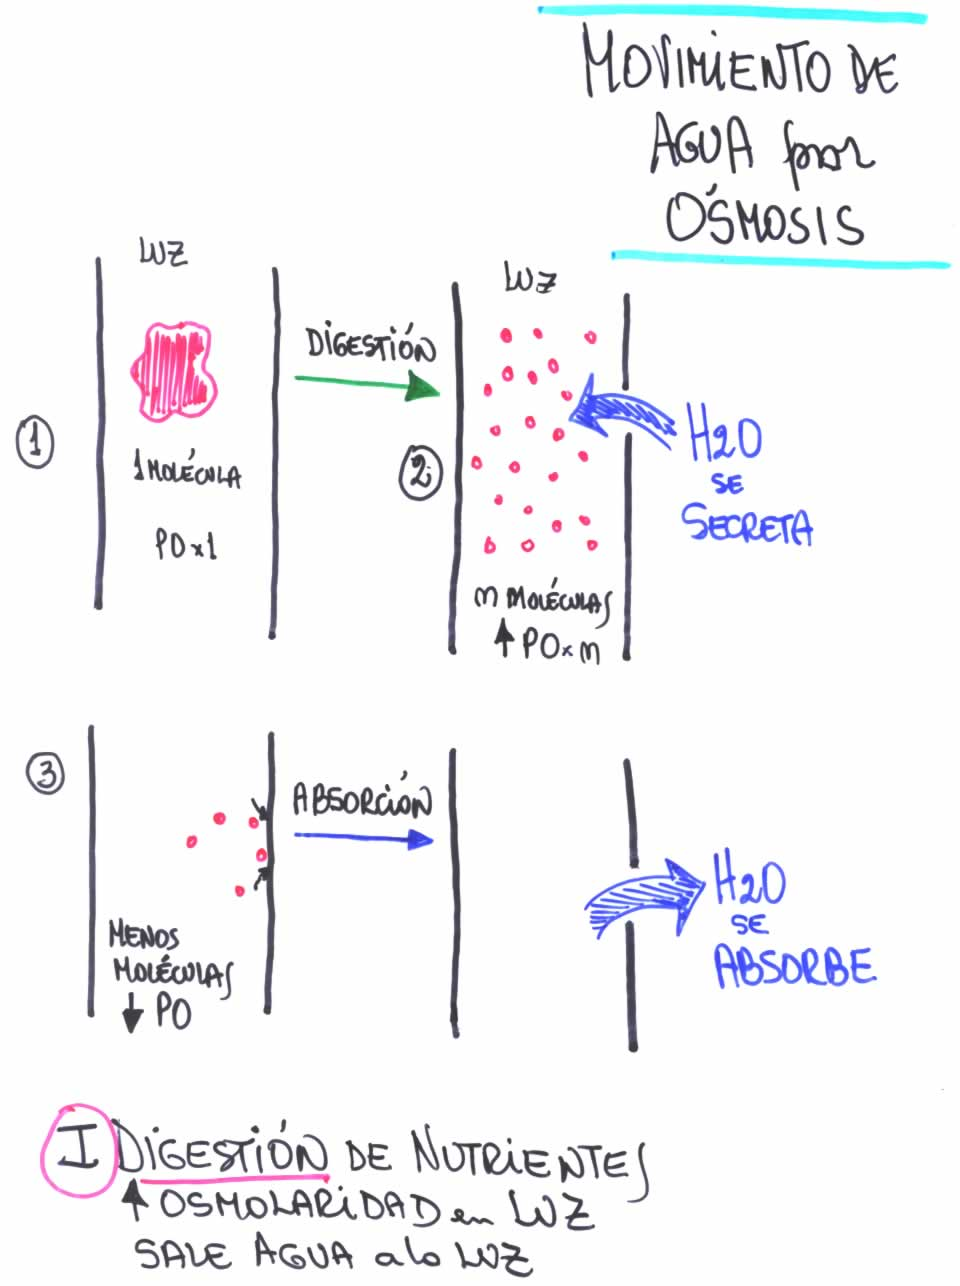 MOVIMIENTO DE
AGUA por
ÓSMOSIS
LUZ
1
1 MOLÉCULA
PO x 1
DIGESTIÓN
LUZ
2
H2O
SE
SECRETA
n MOLÉCULAS
↑ PO x n
3
MENOS
MOLÉCULAS
↓ PO
ABSORCIÓN
H2O
SE
ABSORBE
I DIGESTIÓN DE NUTRIENTES
↑ OSMOLARIDAD en LUZ
SALE AGUA a la LUZ